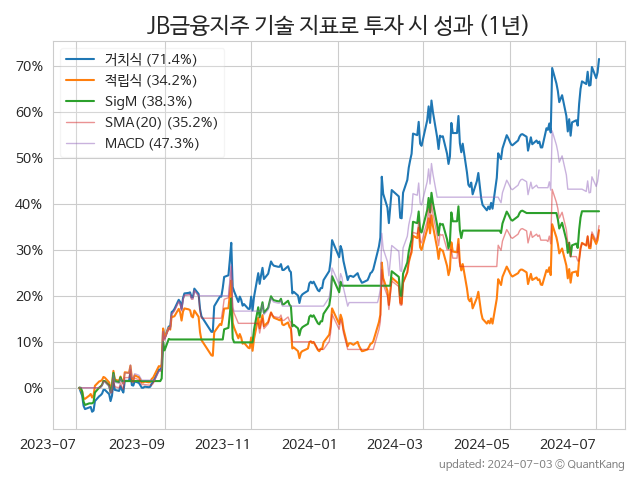 JB금융지주 기술 지표로 투자 시 성과 (1년)
거치식 (71.4%)
적립식 (34.2%)
SigM (38.3%)
SMA(20) (35.2%)
MACD (47.3%)
70%
60%
50%
40%
30%
20%
10%
0%
2023-07 2023-09 2023-11 2024-01 2024-03 2024-05 2024-07
updated: 2024-07-03 © QuantKang